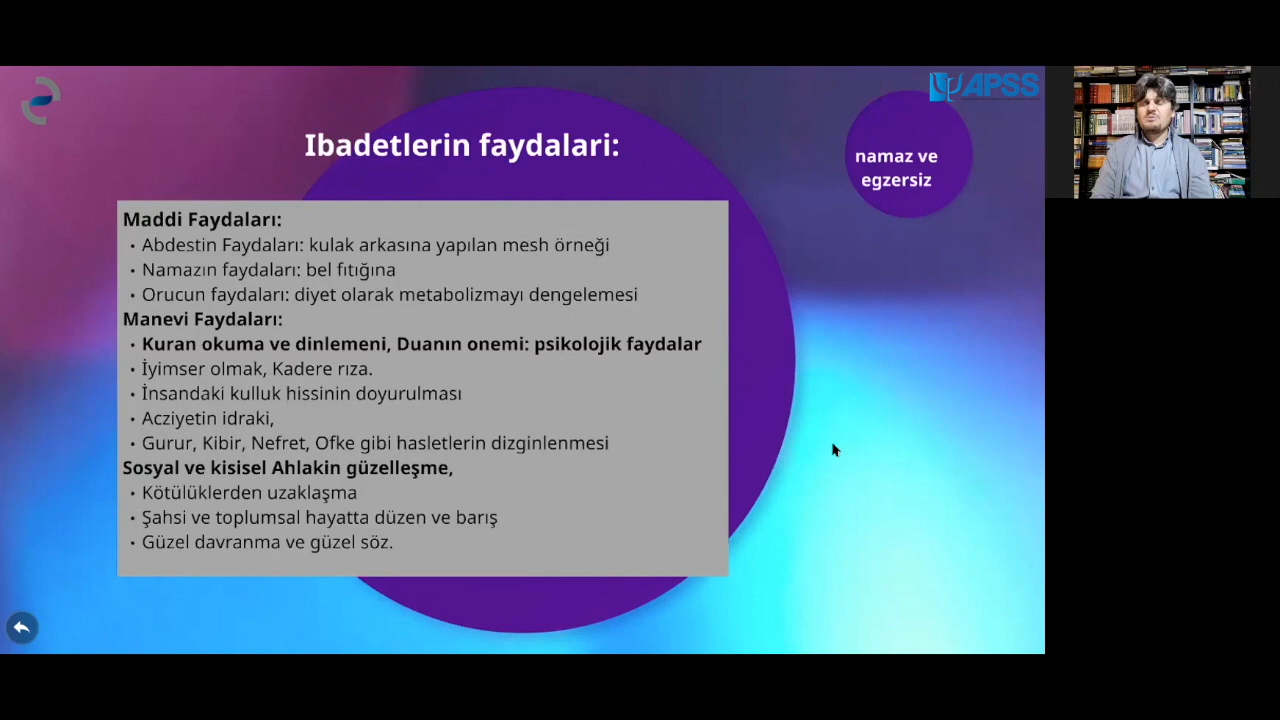 APSS
Ibadetlerin faydalari:
namaz ve
egzersiz
Maddi Faydaları:
• Abdestin Faydaları: kulak arkasına yapılan mesh örneği
• Namazın faydaları: bel fıtığına
• Orucun faydaları: diyet olarak metabolizmayı dengelemesi
Manevi Faydaları:
• Kuran okuma ve dinlemeni, Duanın onemi: psikolojik faydalar
• İyimser olmak, Kadere rıza.
• İnsandaki kulluk hissinin doyurulması
• Acziyetin idraki,
• Gurur, Kibir, Nefret, Ofke gibi hasletlerin dizginlenmesi
Sosyal ve kisisel Ahlakin güzelleşme,
• Kötülüklerden uzaklaşma
• Şahsi ve toplumsal hayatta düzen ve barış
• Güzel davranma ve güzel söz.